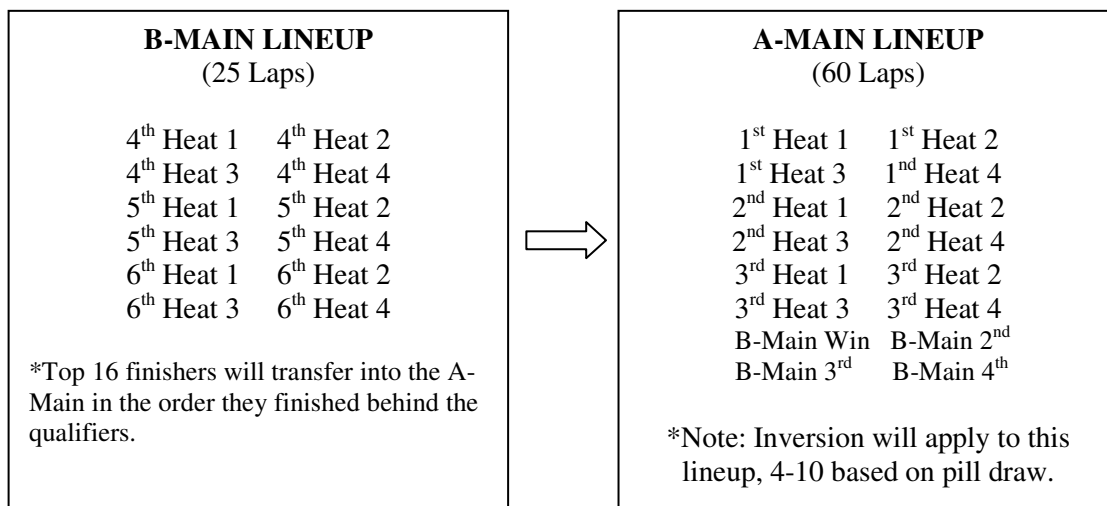 B-MAIN LINEUP
(25 Laps)
4th Heat 1 4th Heat 2
4th Heat 3 4th Heat 4
5th Heat 1 5th Heat 2
5th Heat 3 5th Heat 4
6th Heat 1 6th Heat 2
6th Heat 3 6th Heat 4
*Top 16 finishers will transfer into the A-
Main in the order they finished behind the
qualifiers.
A-MAIN LINEUP
(60 Laps)
1st Heat 1 1st Heat 2
1st Heat 3 1nd Heat 4
2nd Heat 1 2nd Heat 2
2nd Heat 3 2nd Heat 4
3rd Heat 1 3rd Heat 2
3rd Heat 3 3rd Heat 4
B-Main Win B-Main 2nd
B-Main 3rd B-Main 4th
*Note: Inversion will apply to this
lineup, 4-10 based on pill draw.